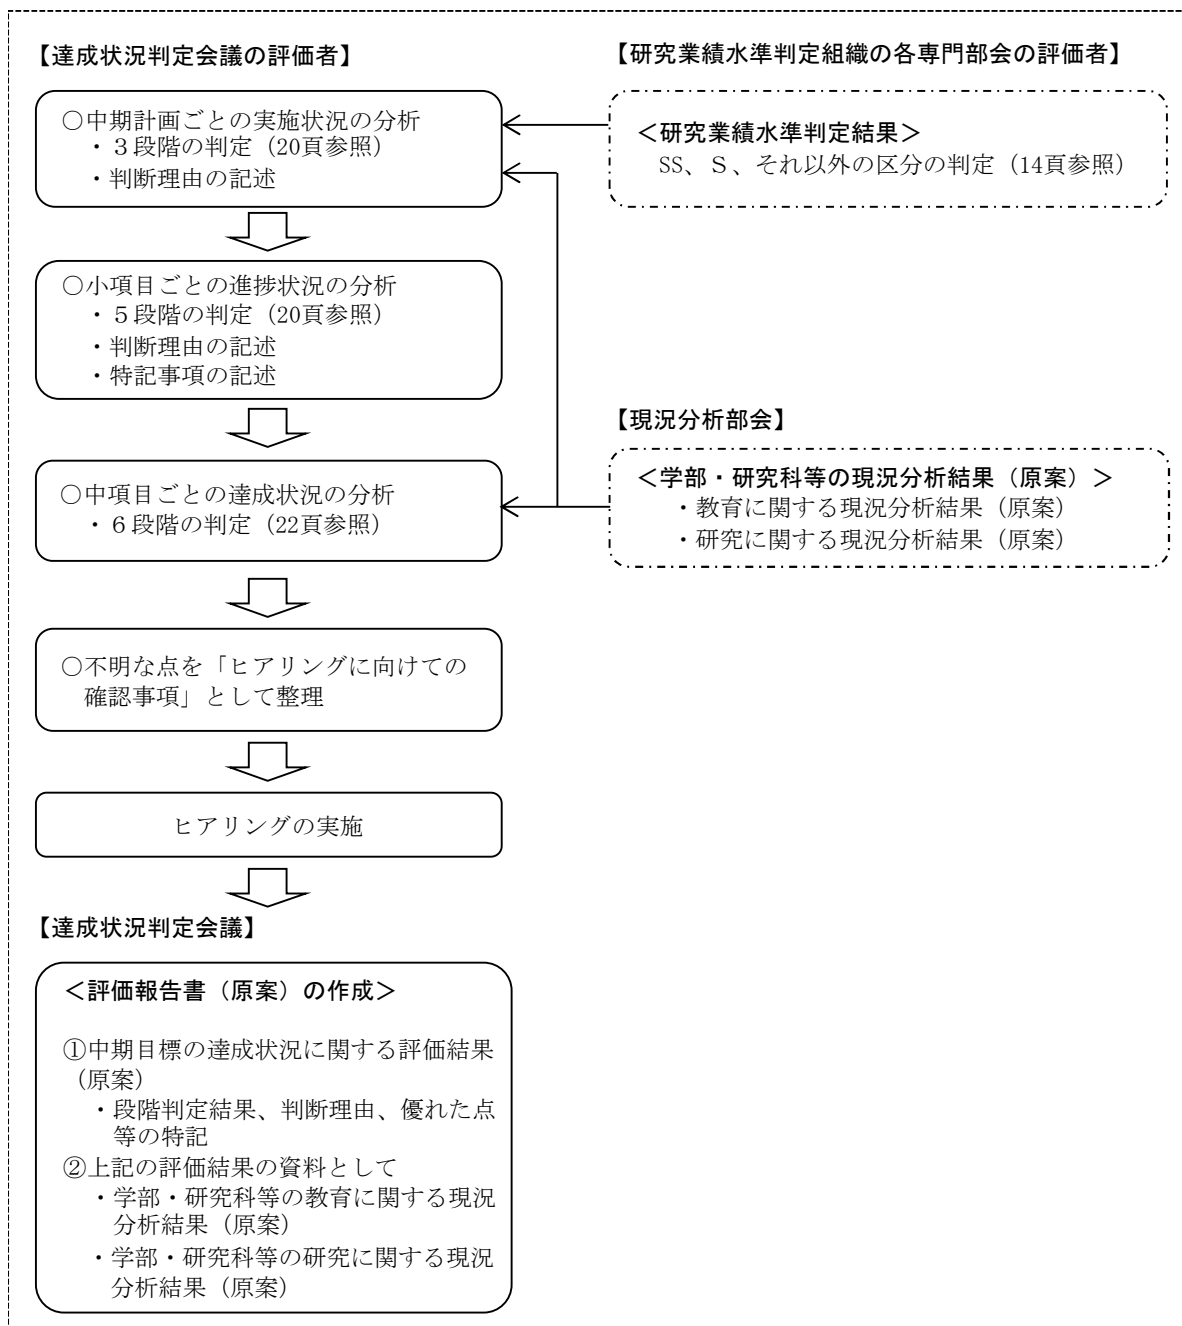 【達成状況判定会議の評価者】
○中期計画ごとの実施状況の分析
・３段階の判定（20頁参照）
・判断理由の記述
○小項目ごとの進捗状況の分析
・５段階の判定（20頁参照）
・判断理由の記述
・特記事項の記述
○中項目ごとの達成状況の分析
・６段階の判定（22頁参照）
○不明な点を「ヒアリングに向けての
確認事項」として整理
ヒアリングの実施
【研究業績水準判定組織の各専門部会の評価者】
＜研究業績水準判定結果＞
SS、Ｓ、それ以外の区分の判定（14頁参照）
【現況分析部会】
＜学部・研究科等の現況分析結果（原案）＞
・教育に関する現況分析結果（原案）
・研究に関する現況分析結果（原案）
【達成状況判定会議】
＜評価報告書（原案）の作成＞
①中期目標の達成状況に関する評価結果
（原案）
・段階判定結果、判断理由、優れた点
等の特記
②上記の評価結果の資料として
・学部・研究科等の教育に関する現況
分析結果（原案）
・学部・研究科等の研究に関する現況
分析結果（原案）